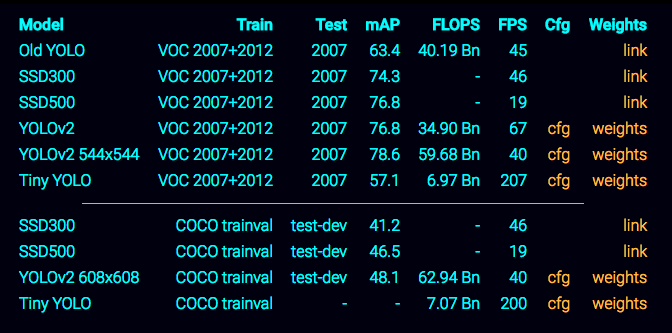 Model Train Test mAP FLOPS FPS Cfg Weights
Old YOLO VOC 2007+2012 2007 63.4 40.19 Bn 45 link
SSD300 VOC 2007+2012 2007 74.3 - 46 link
SSD500 VOC 2007+2012 2007 76.8 - 19 link
YOLOv2 VOC 2007+2012 2007 76.8 34.90 Bn 67 cfg weights
YOLOv2 544x544 VOC 2007+2012 2007 78.6 59.68 Bn 40 cfg weights
Tiny YOLO VOC 2007+2012 2007 57.1 6.97 Bn 207 cfg weights
SSD300 COCO trainval test-dev 41.2 - 46 link
SSD500 COCO trainval test-dev 46.5 - 19 link
YOLOv2 608x608 COCO trainval test-dev 48.1 62.94 Bn 40 cfg weights
Tiny YOLO COCO trainval - - 7.07 Bn 200 cfg weights